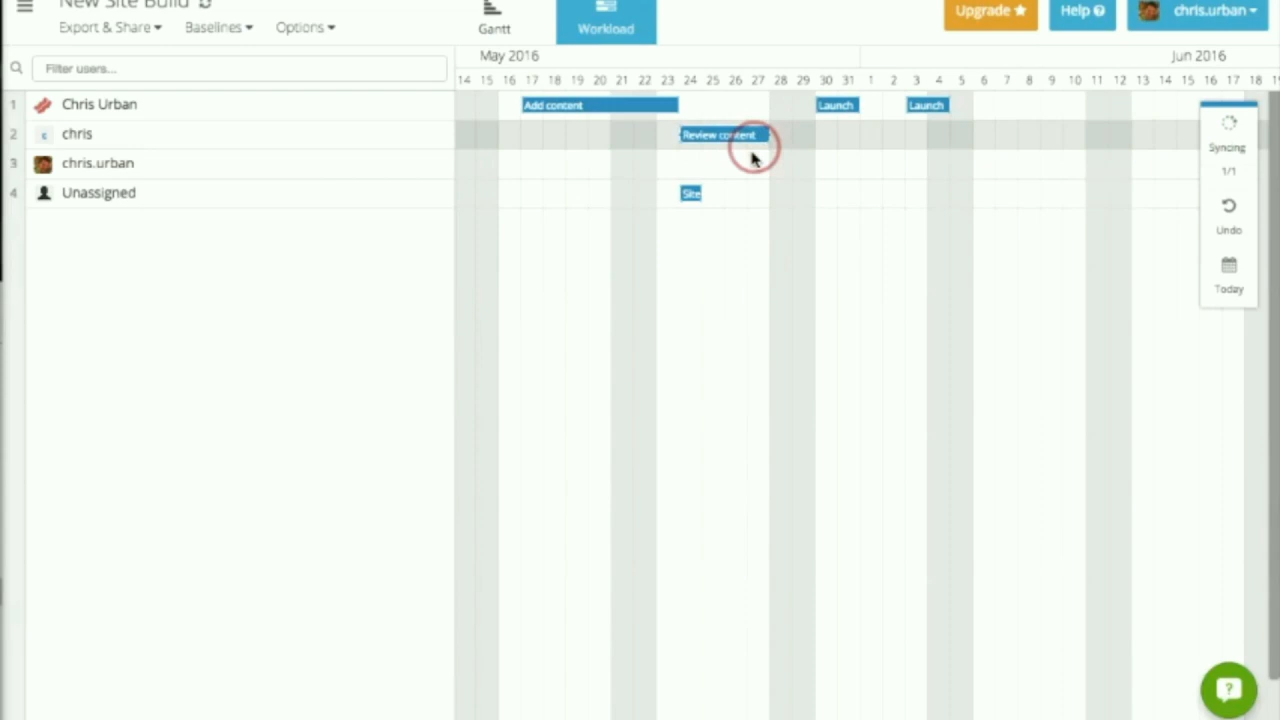 New Site Build
Export & Share Baselines Options
Gantt
Workload
Upgrade
Help
chris.urban
Filter users...
May 2016
Jun 2016
14 15 16 17 18 19 20 21 22 23 24 25 26 27 28 29 30 31 1 2 3 4 5 6 7 8 9 10 11 12 13 14 15 16 17 18
1 Chris Urban
Add content
Launch
Launch
2 c chris
Review content
3 chris.urban
4 Unassigned
Site
Syncing
1/1
Undo
Today